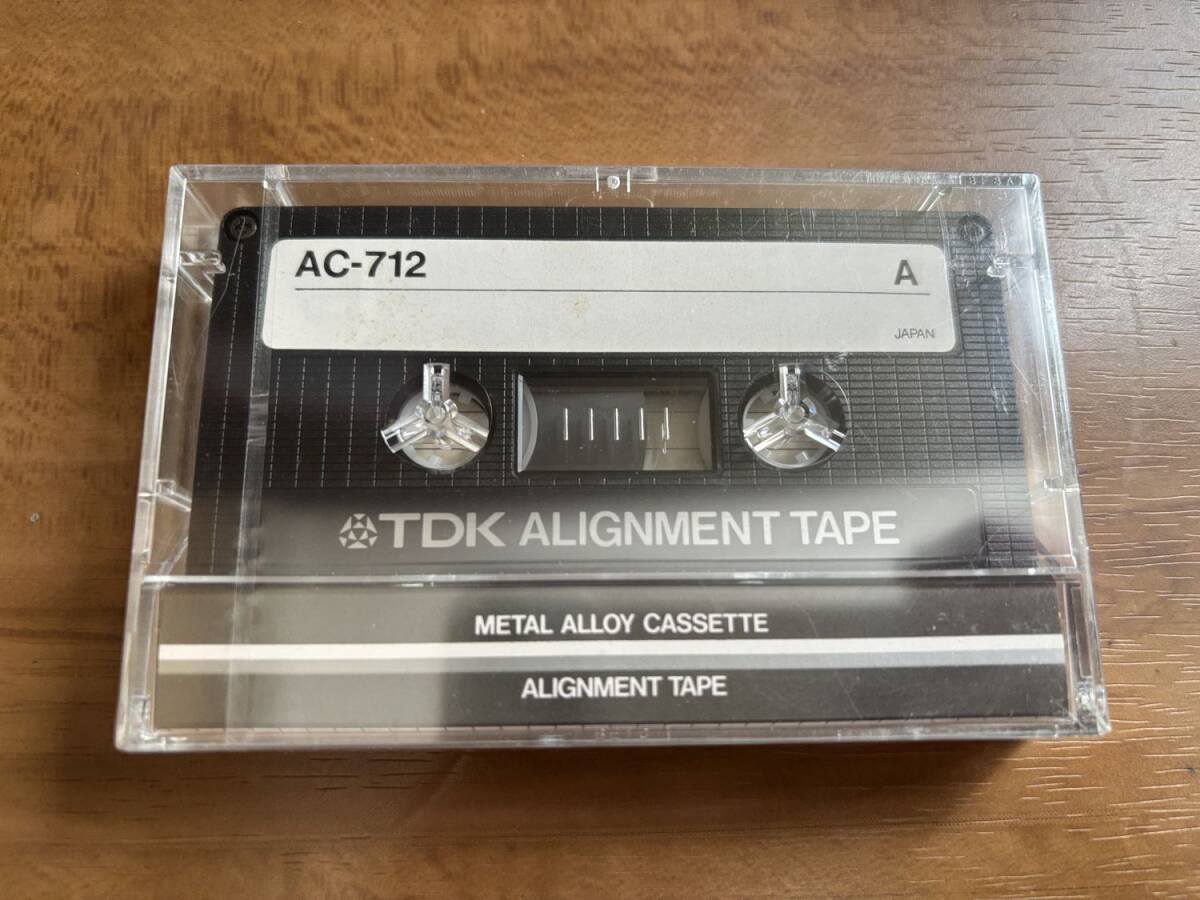 AC-712
A
JAPAN
TDK ALIGNMENT TAPE
METAL ALLOY CASSETTE
ALIGNMENT TAPE